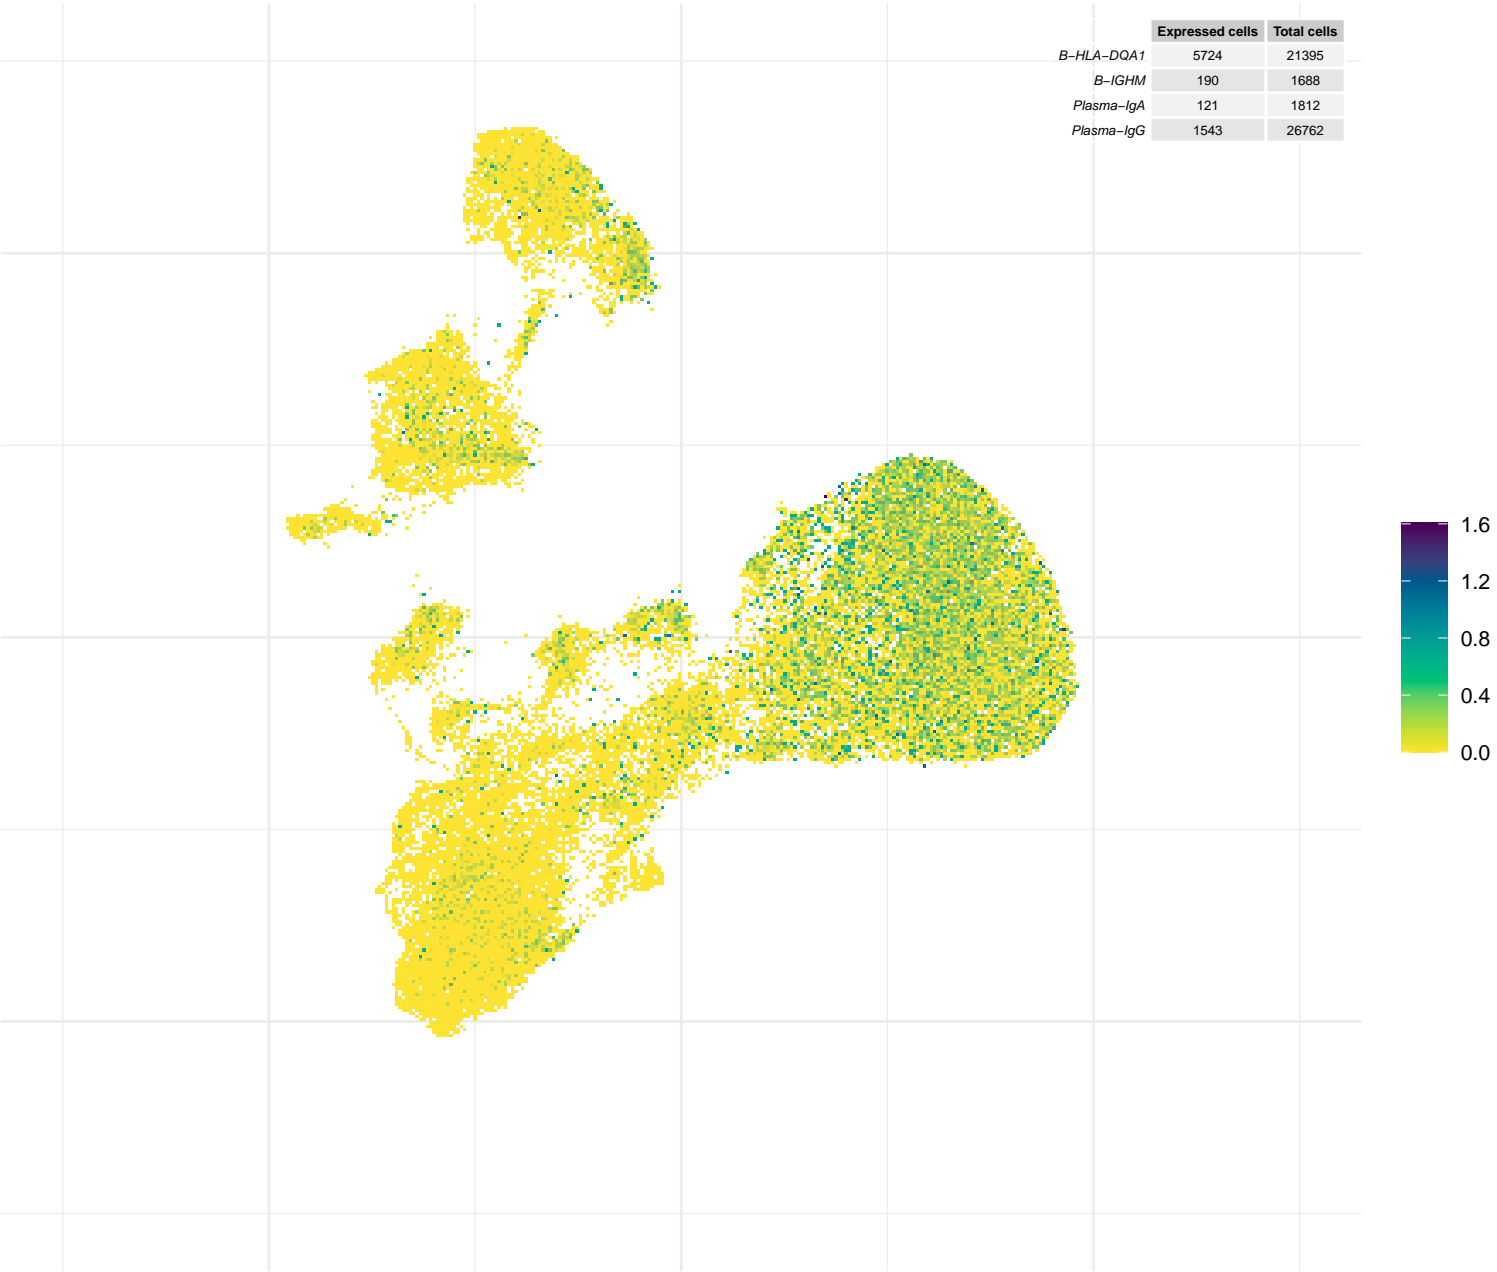 Expressed cells Total cells
B−HLA−DQA1 5724 21395
B−IGHM 190 1688
Plasma−IgA 121 1812
Plasma−IgG 1543 26762
1.6
1.2
0.8
0.4
0.0